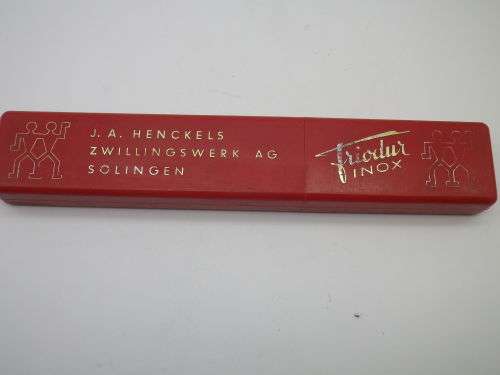 J. A. HENCKELS
ZWILLINGSWERK AG
SOLINGEN
Friodur
INOX